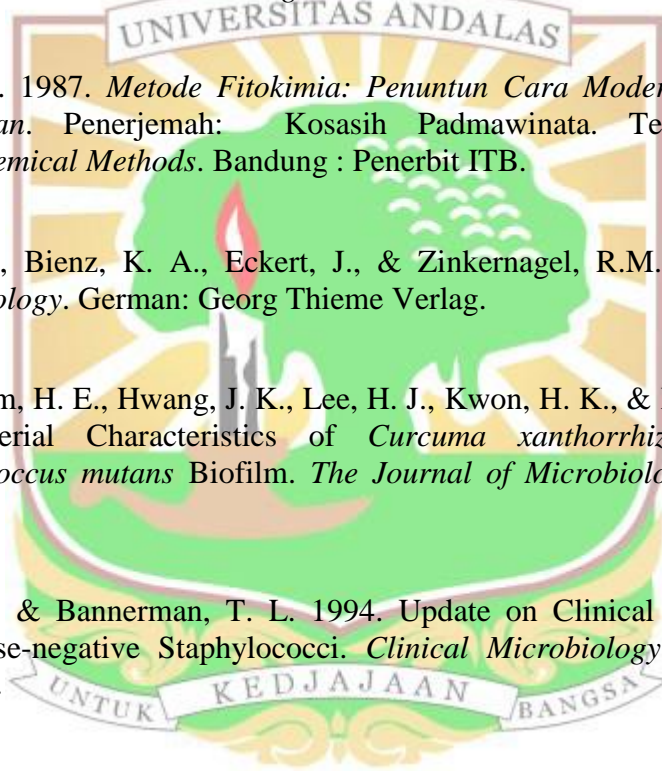 UNIVERSITAS ANDALAS
. 1987. Metode Fitokimia: Penuntun Cara Moder
an. Penerjemah: Kosasih Padmawinata. Te
emical Methods. Bandung : Penerbit ITB.
, Bienz, K. A., Eckert, J., & Zinkernagel, R.M.
ology. German: Georg Thieme Verlag.
m, H. E., Hwang, J. K., Lee, H. J., Kwon, H. K., &
erial Characteristics of Curcuma xanthorrhiz
occus mutans Biofilm. The Journal of Microbiolo
& Bannerman, T. L. 1994. Update on Clinical
se-negative Staphylococci. Clinical Microbiology
.
UNTUK KEDJAJAAN BANGSA